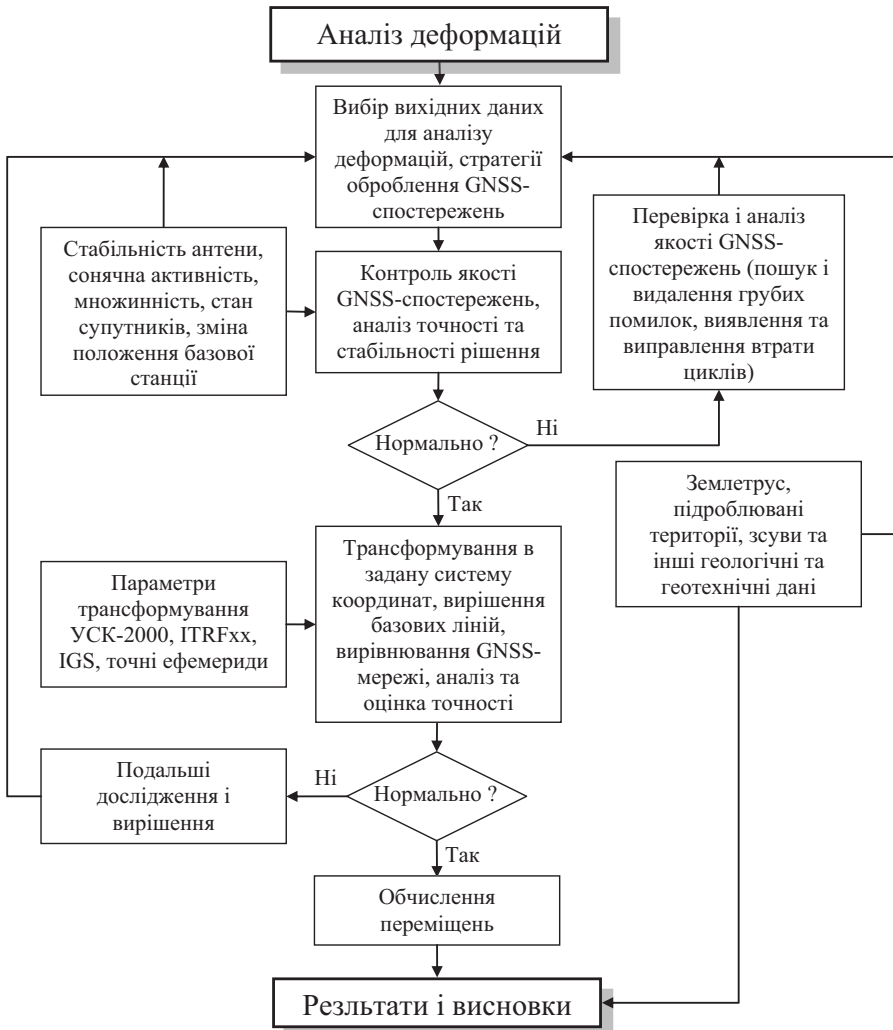 Аналіз деформацій
Вибір вихідних даних
для аналізу
деформацій, стратегії
оброблення GNSS-
спостережень
Стабільність антени,
сонячна активність,
множинність, стан
супутників, зміна
положення базової
станції
Контроль якості
GNSS-спостережень,
аналіз точності та
стабільності рішення
Перевірка і аналіз
якості GNSS-
спостережень (пошук і
видалення грубих
помилок, виявлення та
виправлення втрати
циклів)
Нормально ?
Ні
Так
Землетрус,
підроблювані
території, зсуви та
інші геологічні та
геотехнічні дані
Параметри
трансформування
УСК-2000, ITRFxx,
IGS, точні ефемериди
Трансформування в
задану систему
координат, вирішення
базових ліній,
вирівнювання GNSS-
мережі, аналіз та
оцінка точності
Подальші
дослідження і
вирішення
Ні
Нормально ?
Так
Обчислення
переміщень
Резльтати і висновки